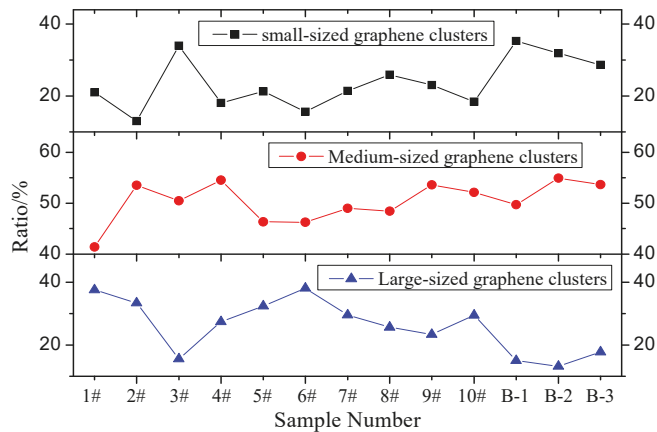 40
40
small-sized graphene clusters
20
20
60
60
Medium-sized graphene clusters
50
50
Ratio/%
40
40
40
40
Large-sized graphene clusters
20
20
1# 2# 3# 4# 5# 6# 7# 8# 9# 10# B-1 B-2 B-3
Sample Number